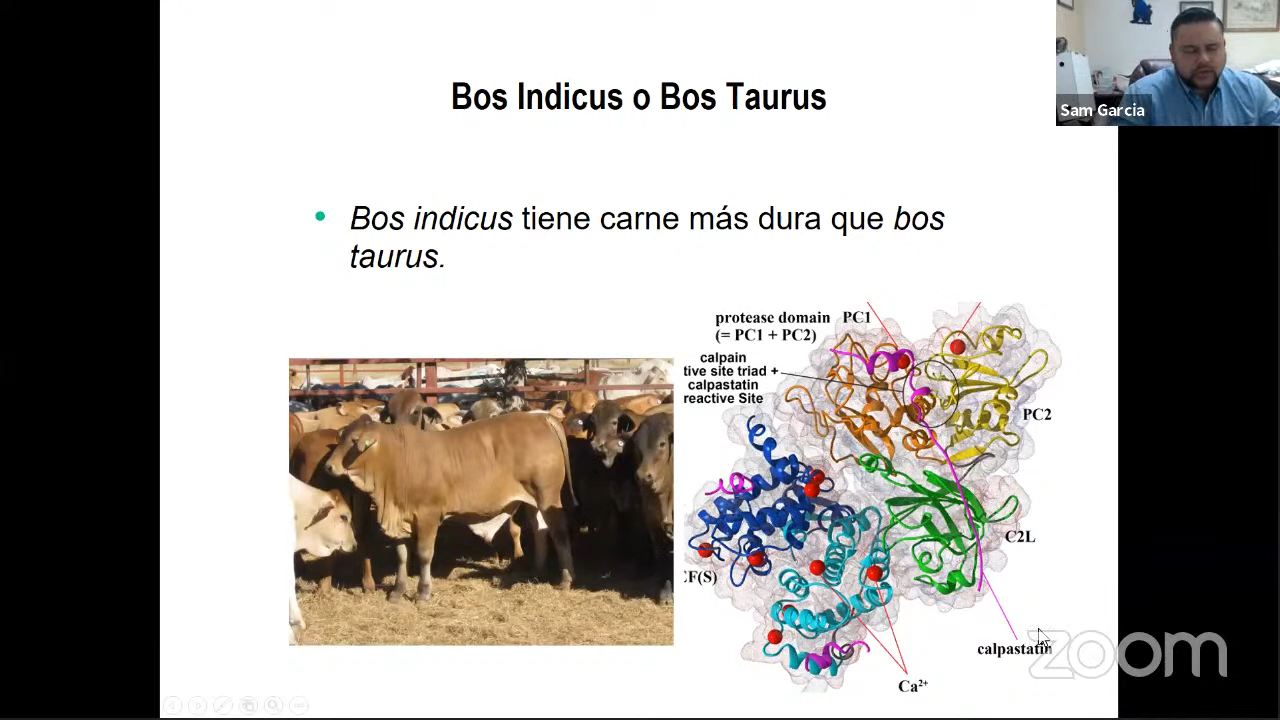 Bos Indicus o Bos Taurus
Sam Garcia
• Bos indicus tiene carne más dura que bos
taurus.
protease domain PC1
(= PC1 + PC2)
calpain
tive site triad +
calpastatin
reactive Site
PC2
C2L
CF(S)
calpastatin
Ca²⁺
zoom